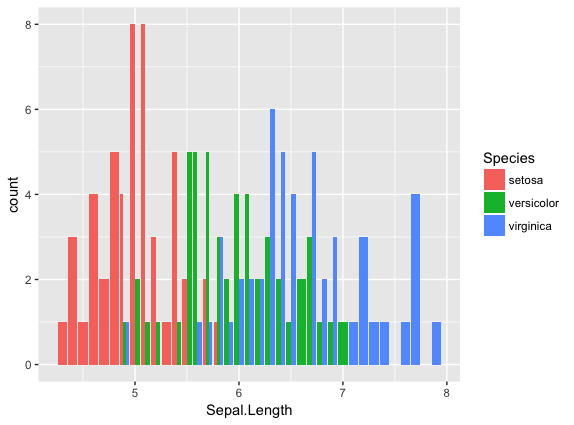 8
6
4
2
0
count
5
6
7
8
Sepal.Length
Species
setosa
versicolor
virginica